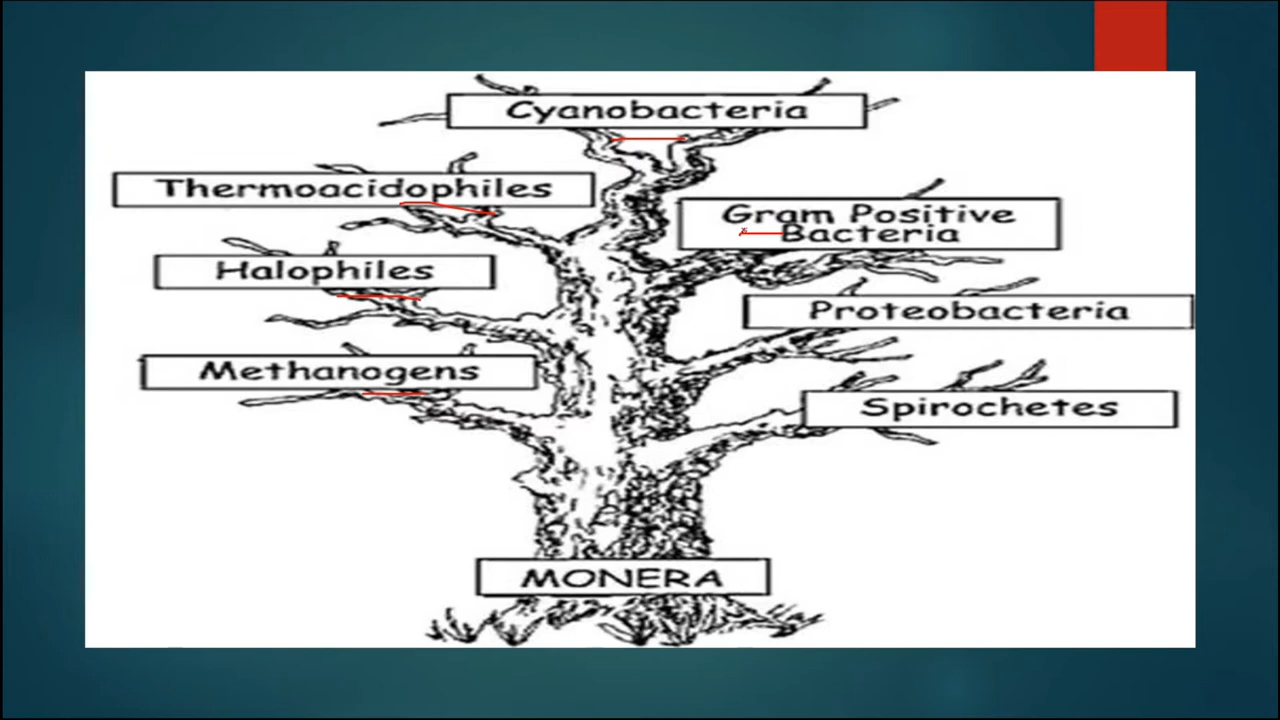 Cyanobacteria
Thermoacidophiles
Gram Positive
Bacteria
Halophiles
Proteobacteria
Methanogens
Spirochetes
MONERA